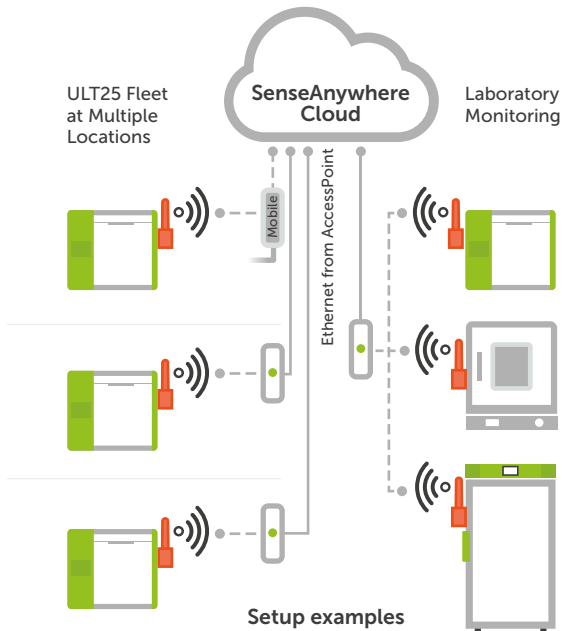 ULT25 Fleet
at Multiple
Locations
SenseAnywhere
Cloud
Laboratory
Monitoring
Mobile
Ethernet from AccessPoint
Setup examples